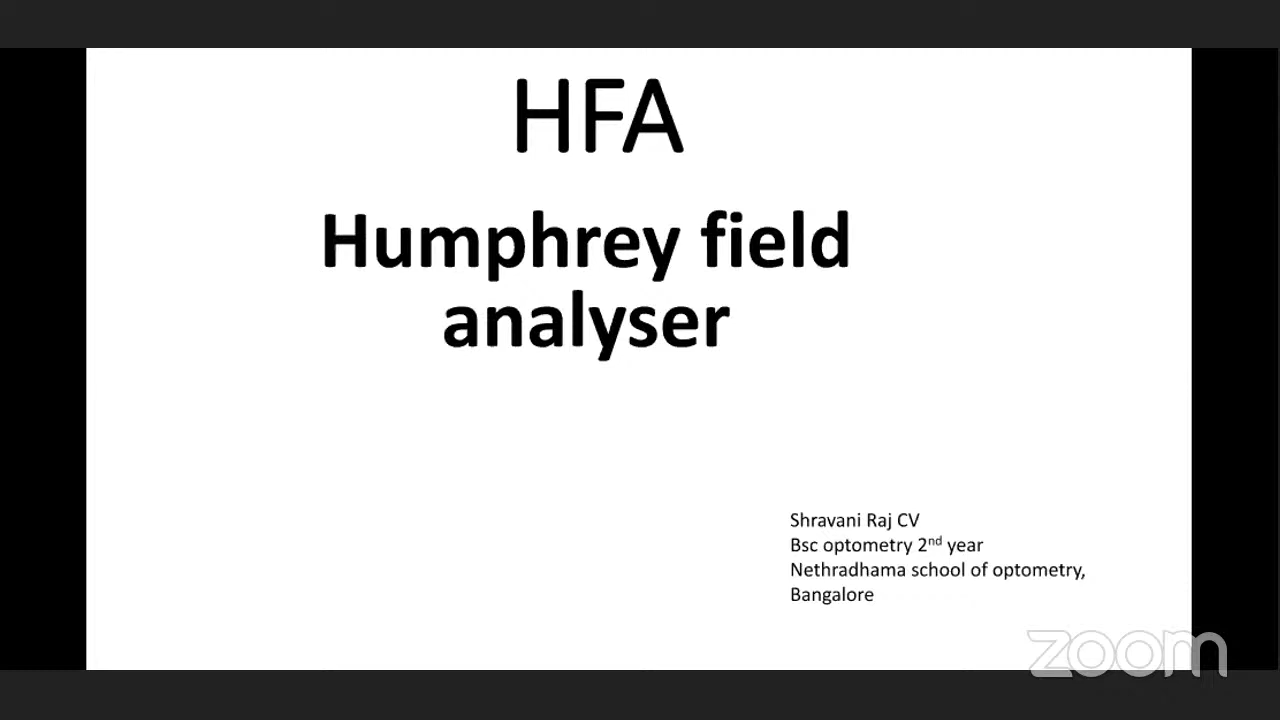 HFA
Humphrey field
analyser
Shravani Raj CV
Bsc optometry 2nd year
Nethradhama school of optometry,
Bangalore
zoom